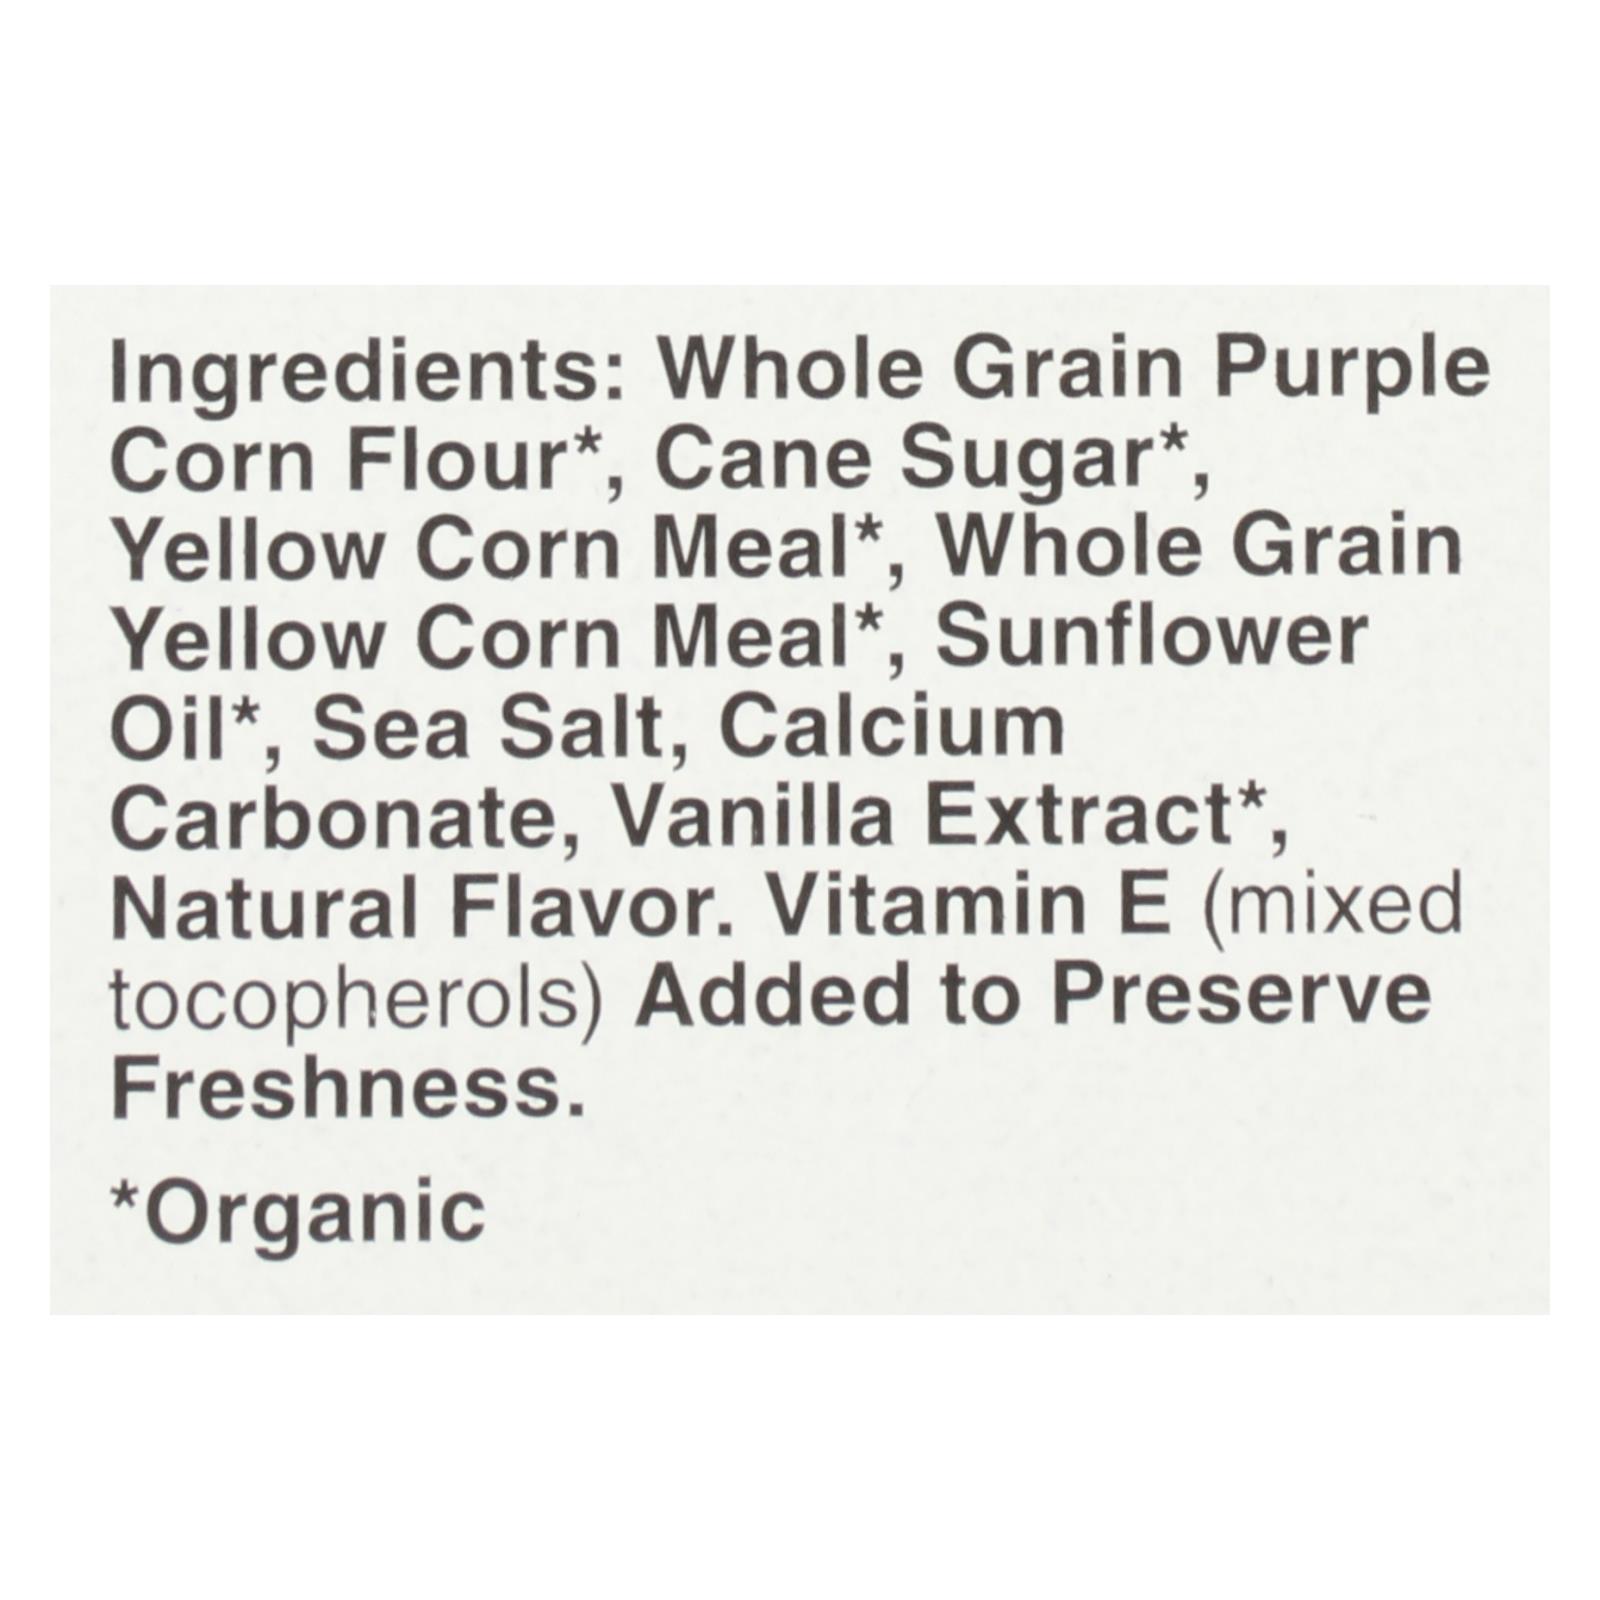 Ingredients: Whole Grain Purple
Corn Flour*, Cane Sugar*,
Yellow Corn Meal*, Whole Grain
Yellow Corn Meal*, Sunflower
Oil*, Sea Salt, Calcium
Carbonate, Vanilla Extract*,
Natural Flavor. Vitamin E (mixed
tocopherols) Added to Preserve
Freshness.
*Organic